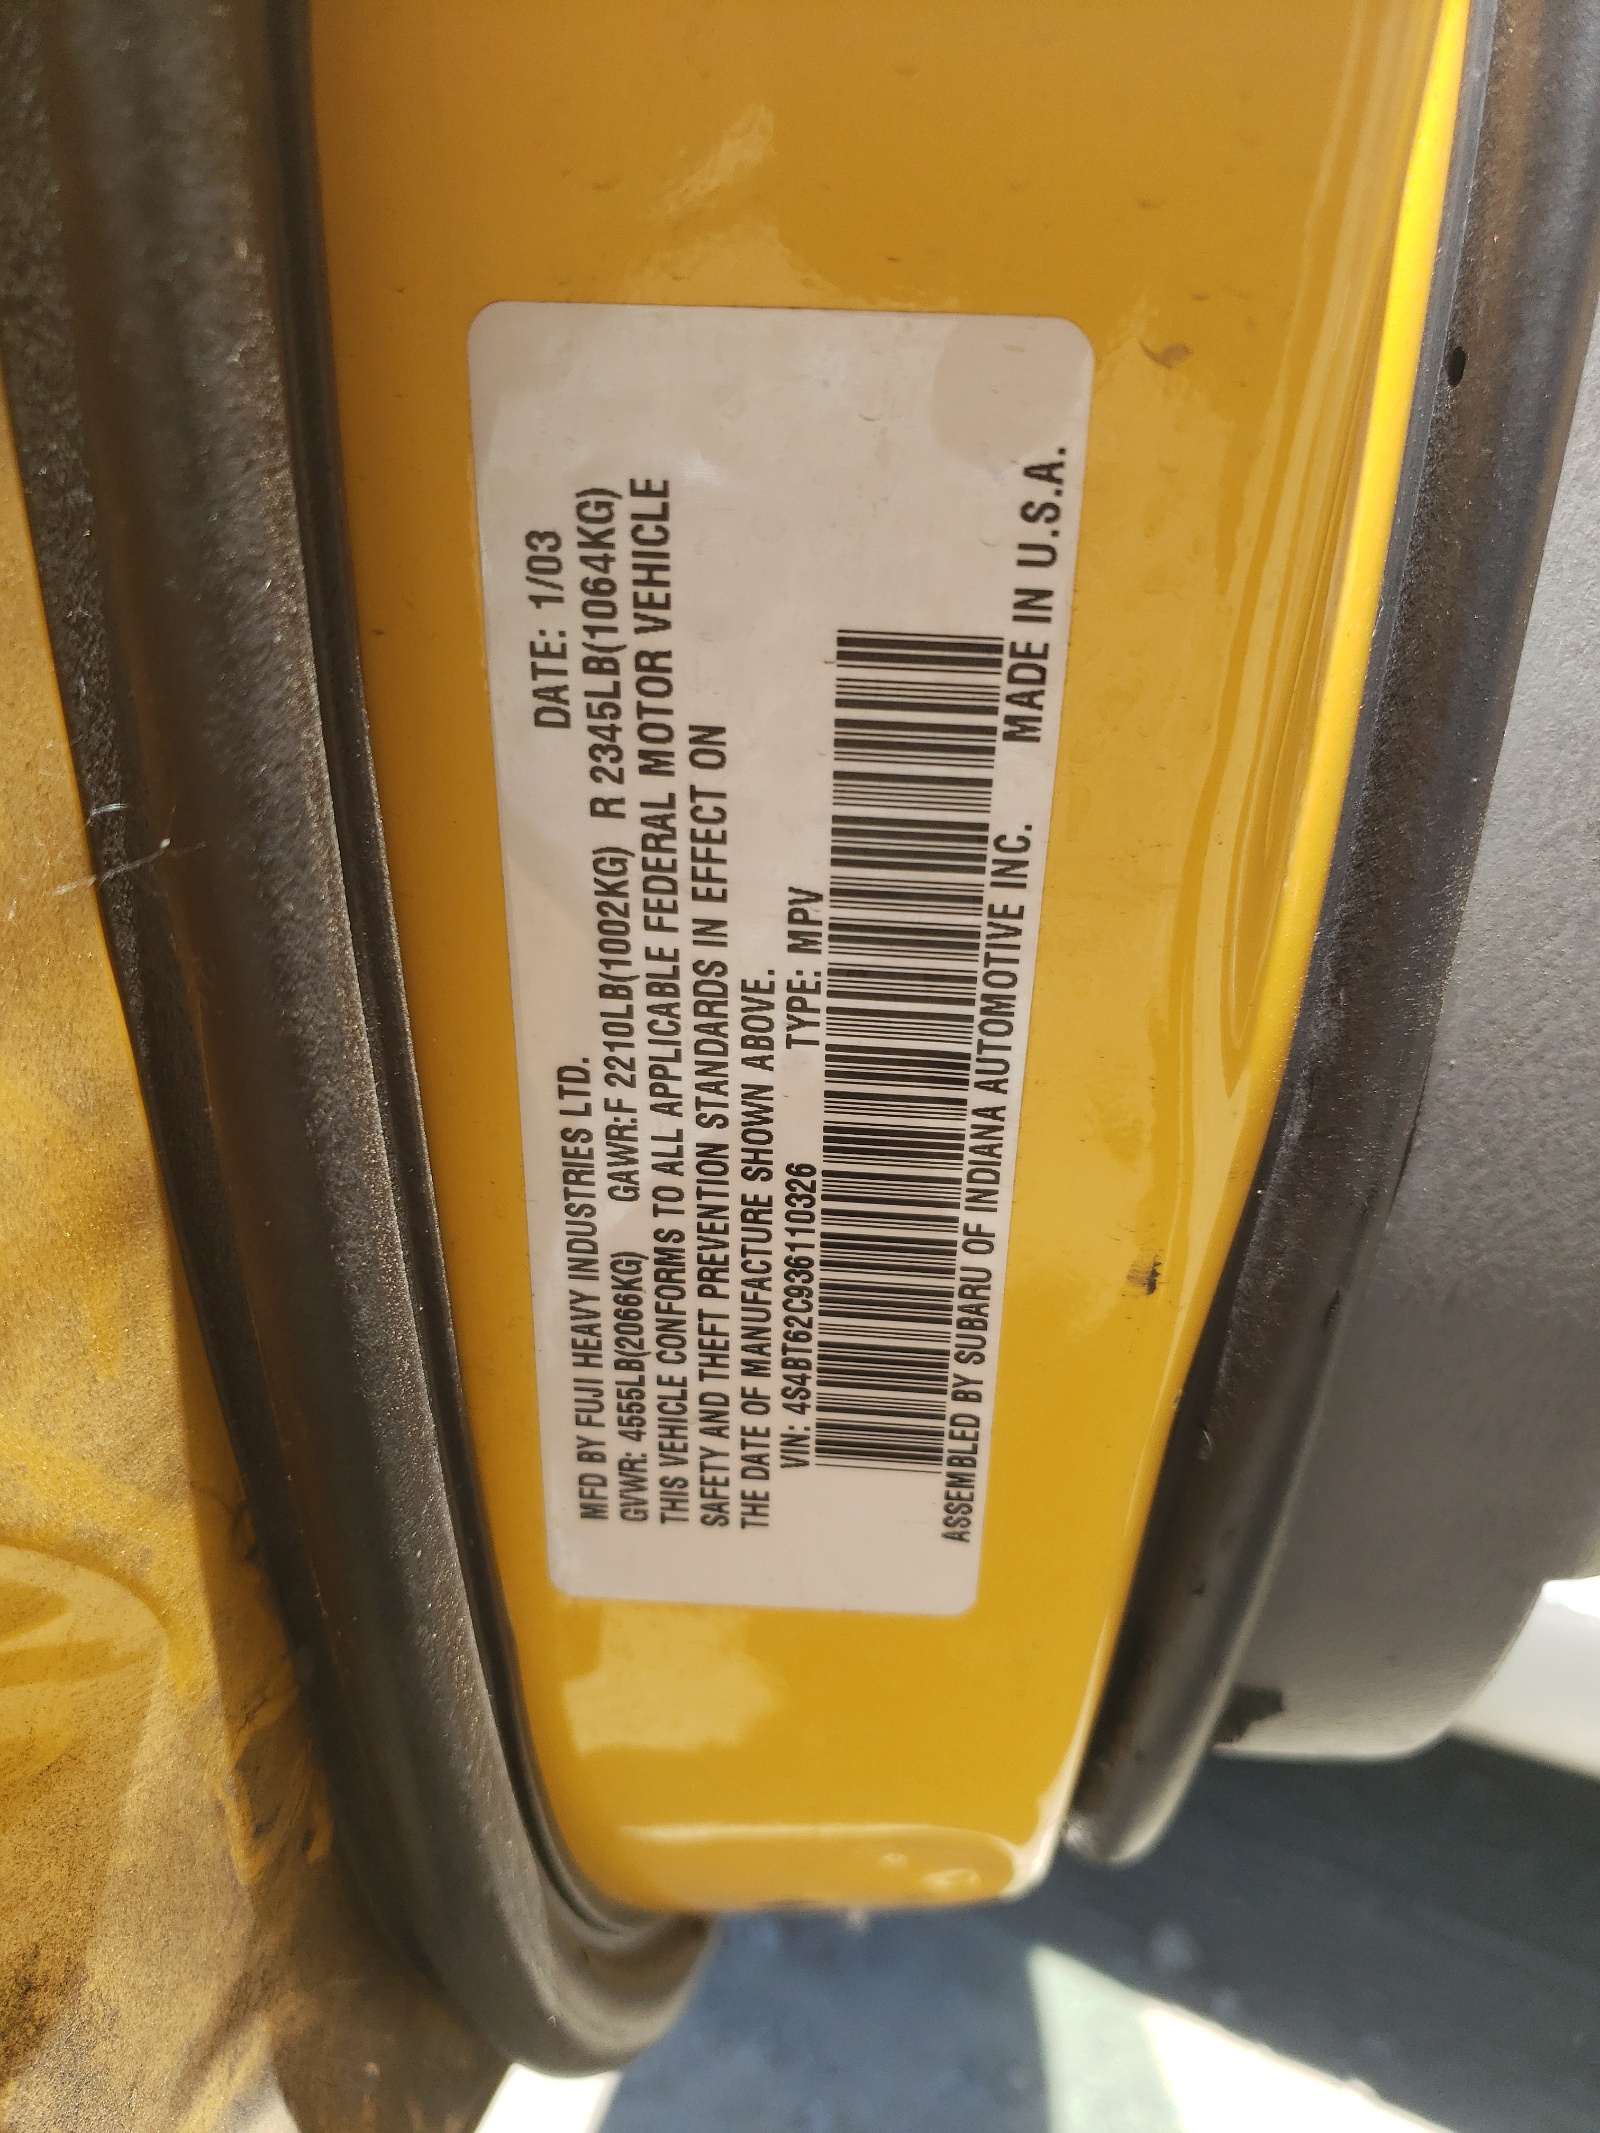 MFD BY FUJI HEAVY INDUSTRIES LTD. DATE: 1/03
GVWR: 4555LB(2066KG) GAWR:F 2210LB(1002KG) R 2345LB(1064KG)
THIS VEHICLE CONFORMS TO ALL APPLICABLE FEDERAL MOTOR VEHICLE
SAFETY AND THEFT PREVENTION STANDARDS IN EFFECT ON
THE DATE OF MANUFACTURE SHOWN ABOVE.
VIN: 4S4BT62C936110326 TYPE: MPV
ASSEMBLED BY SUBARU OF INDIANA AUTOMOTIVE INC. MADE IN U.S.A.